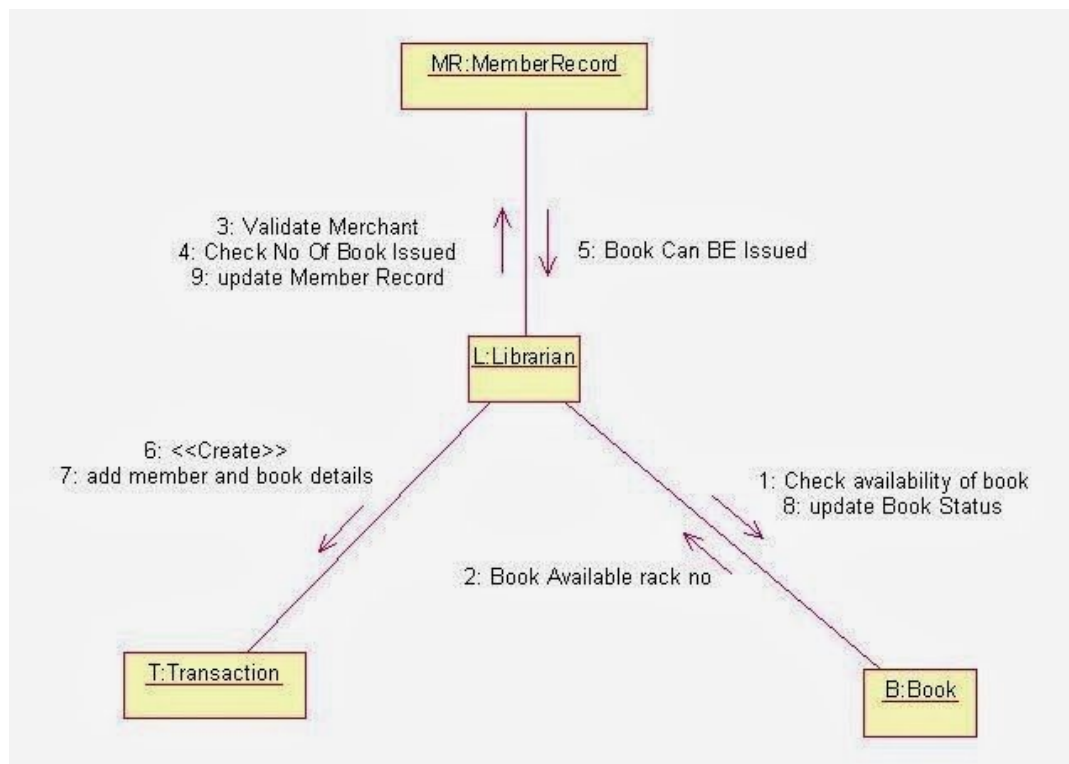 MR:MemberRecord
3: Validate Merchant
4: Check No Of Book Issued
9: update Member Record
5: Book Can BE Issued
L:Librarian
6: <<Create>>
7: add member and book details
1: Check availability of book
8: update Book Status
2: Book Available rack no
T:Transaction
B:Book